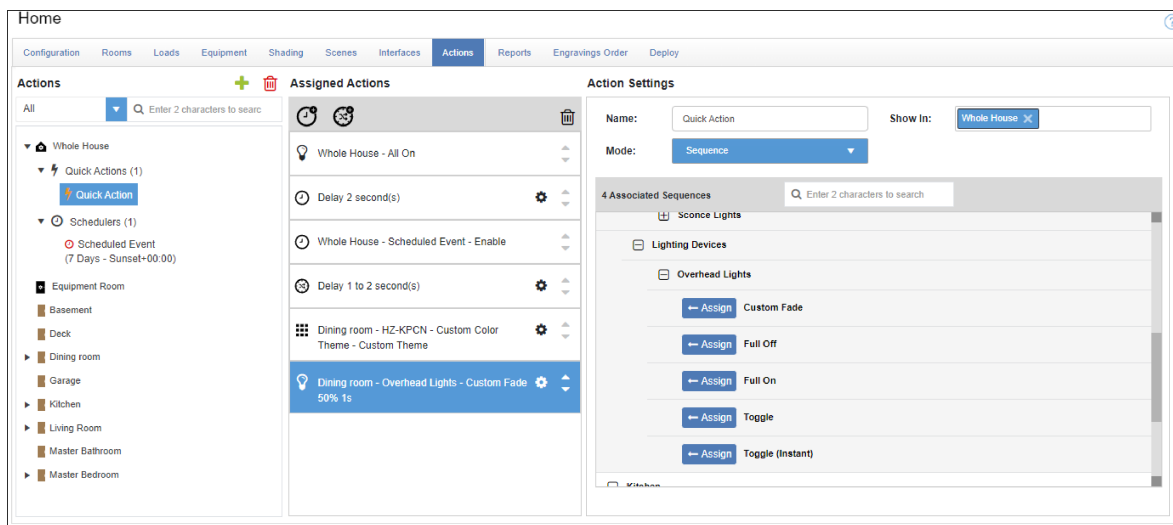 Home
Configuration Rooms Loads Equipment Shading Scenes Interfaces Actions Reports Engravings Order Deploy
Actions
All
Enter 2 characters to searc
Whole House
Quick Actions (1)
Quick Action
Schedulers (1)
Scheduled Event
(7 Days - Sunset+00:00)
Equipment Room
Basement
Deck
Dining room
Garage
Kitchen
Living Room
Master Bathroom
Master Bedroom
Assigned Actions
Whole House - All On
Delay 2 second(s)
Whole House - Scheduled Event - Enable
Delay 1 to 2 second(s)
Dining room - HZ-KPCN - Custom Color
Theme - Custom Theme
Dining room - Overhead Lights - Custom Fade
50% 1s
Action Settings
Name: Quick Action Show In: Whole House
Mode: Sequence
4 Associated Sequences Enter 2 characters to search
Sconce Lights
Lighting Devices
Overhead Lights
Assign Custom Fade
Assign Full Off
Assign Full On
Assign Toggle
Assign Toggle (Instant)
Kitchen